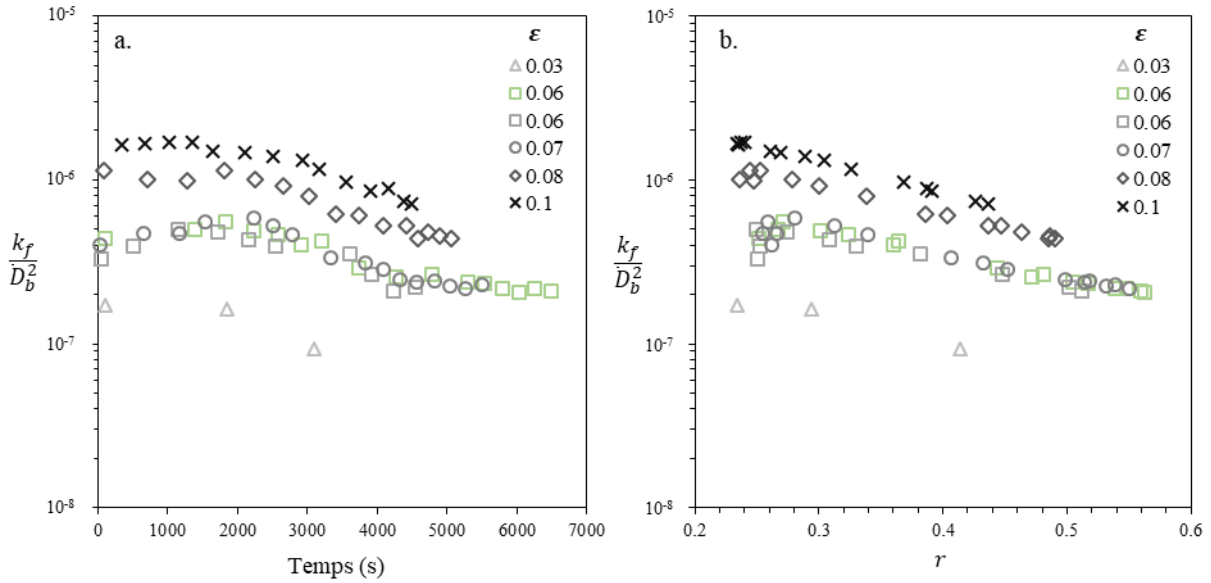 a.
10⁻⁵
10⁻⁶
10⁻⁷
10⁻⁸
k_f
D_b²
ε
0.03
0.06
0.06
0.07
0.08
0.1
0 1000 2000 3000 4000 5000 6000 7000
Temps (s)
b.
10⁻⁵
10⁻⁶
10⁻⁷
10⁻⁸
k_f
D_b²
ε
0.03
0.06
0.06
0.07
0.08
0.1
0.2 0.3 0.4 0.5 0.6
r